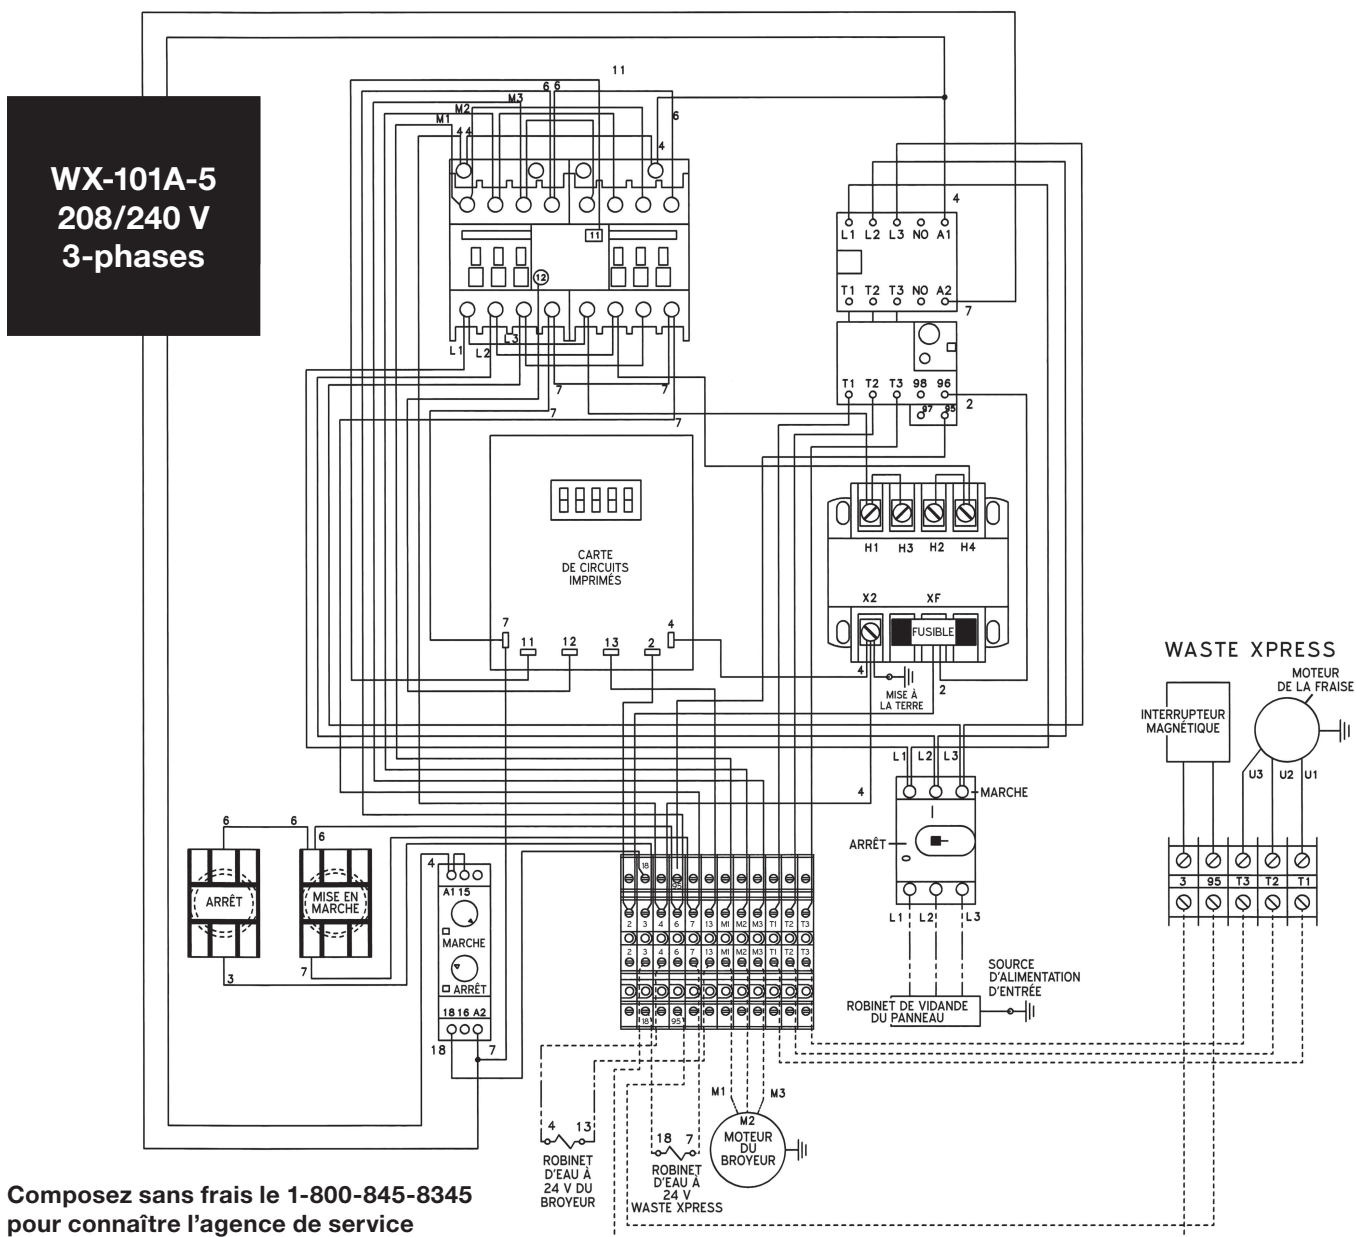 WX-101A-5
208/240 V
3-phases
11
6 6
M3
M2
M1
4 4
6
4
11
12
L1
L2
L3
7
7
7
4
L1 L2 L3 NO A1
T1 T2 T3 NO A2
7
T1 T2 T3 98 96
97 95
2
CARTE
DE CIRCUITS
IMPRIMÉS
7
11
12
13
2
4
H1 H3 H2 H4
X2 XF
FUSIBLE
4
2
MISE À
LA TERRE
WASTE XPRESS
MOTEUR
DE LA FRAISE
INTERRUPTEUR
MAGNÉTIQUE
U3 U2 U1
3 95 T3 T2 T1
L1 L2 L3
4
MARCHE
ARRÊT
L1 L2 L3
SOURCE
D'ALIMENTATION
D'ENTRÉE
ROBINET DE VIDANDE
DU PANNEAU
6
6
6
ARRÊT
MISE EN
MARCHE
3
7
4
A1 15
MARCHE
ARRÊT
18 16 A2
18
7
18
95
2 3 4 6 7 13 M1 M2 M3 T1 T2 T3
2 3 4 6 7 13 M1 M2 M3 T1 T2 T3
18
95
4 13
ROBINET
D'EAU À
24 V DU
BROYEUR
18 7
ROBINET
D'EAU À
24 V
WASTE XPRESS
M1
M3
M2
MOTEUR
DU
BROYEUR
Composez sans frais le 1-800-845-8345
pour connaître l'agence de service